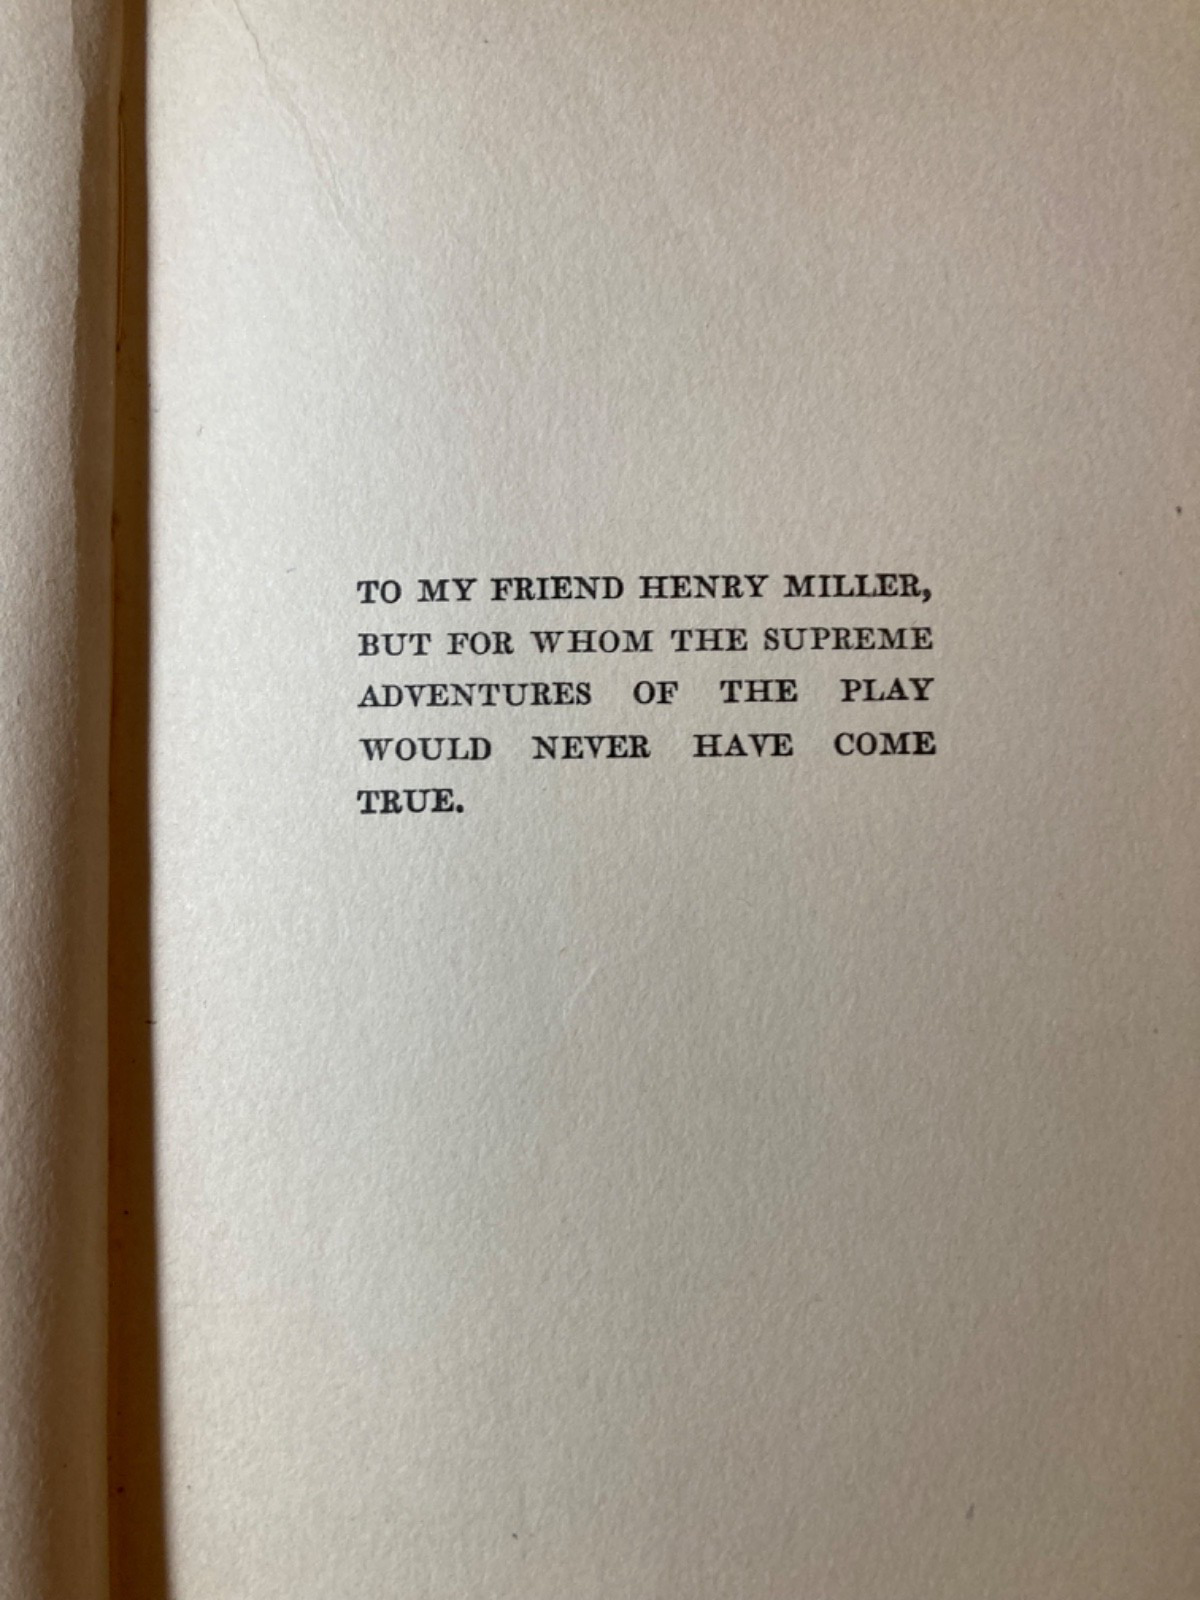 TO MY FRIEND HENRY MILLER,
BUT FOR WHOM THE SUPREME
ADVENTURES OF THE PLAY
WOULD NEVER HAVE COME
TRUE.